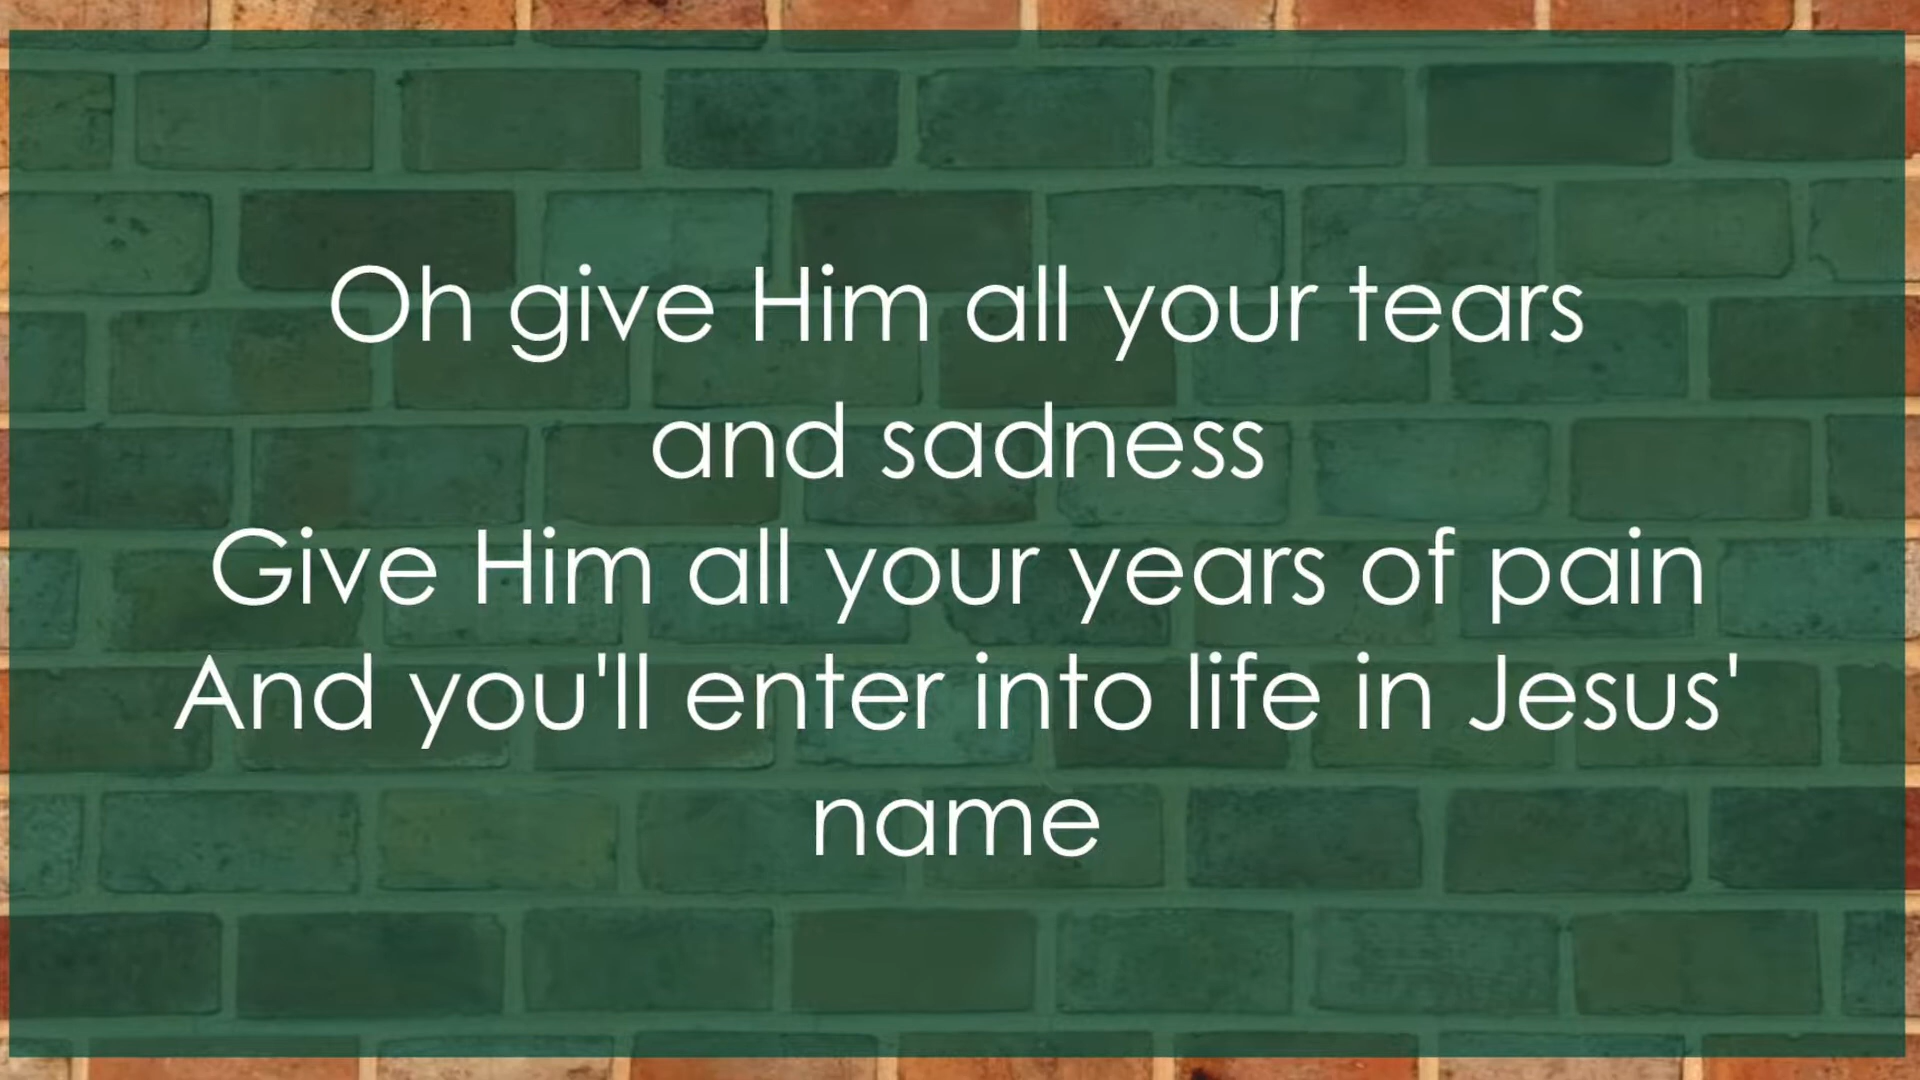 Oh give Him all your tears
and sadness
Give Him all your years of pain
And you'll enter into life in Jesus'
name